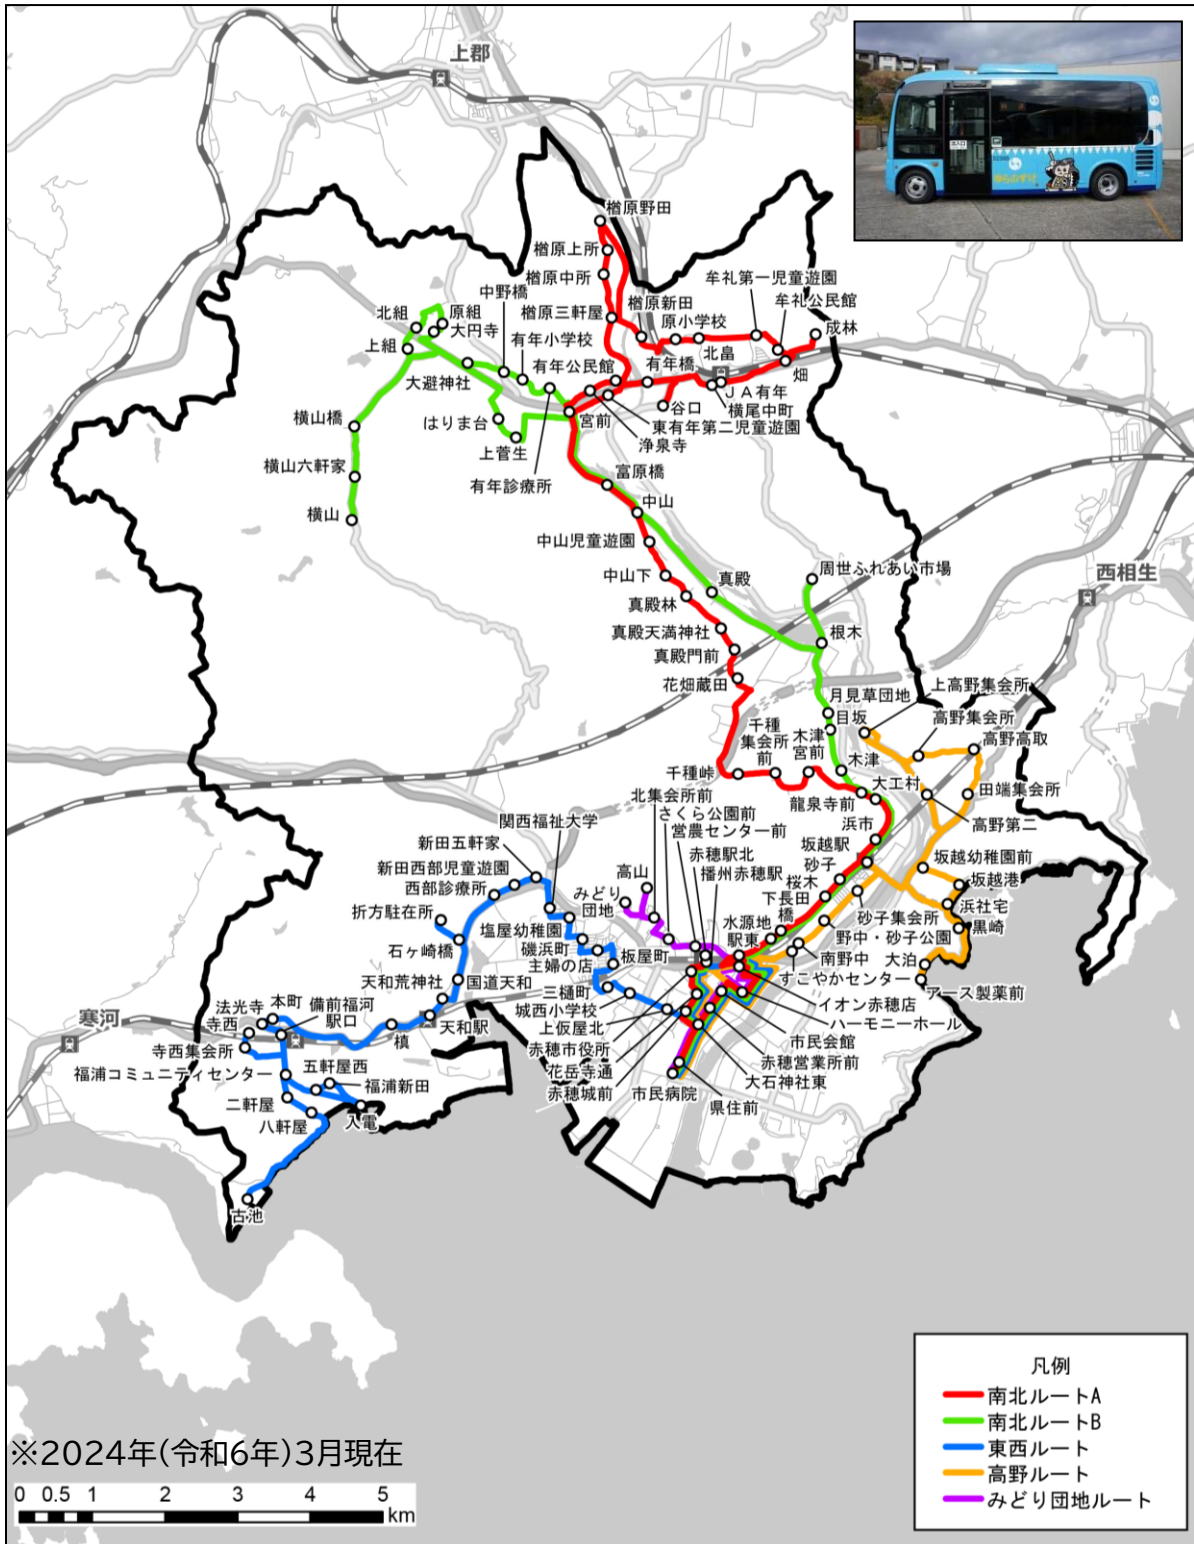 上郡
楢原野田
楢原上所
楢原中所
中野橋
楢原新田
牟礼第一児童遊園
牟礼公民館
北組
原組
大円寺
楢原三軒屋
原小学校
成林
上組
有年小学校
北畠
有年公民館
有年橋
畑
大避神社
JA有年
横山橋
はりま台
宮前
谷口
横尾中町
東有年第二児童遊園
上菅生
浄泉寺
横山六軒家
有年診療所
富原橋
横山
中山
中山児童遊園
周世ふれあい市場
西相生
中山下
真殿
真殿林
真殿天満神社
根木
真殿門前
花畑蔵田
月見草団地
上高野集会所
目坂
高野集会所
千種
集会所
前
木津
宮前
高野高取
千種峠
木津
大工村
田端集会所
北集会所前
龍泉寺前
さくら公園前
関西福祉大学
営農センター前
浜市
高野第二
新田五軒家
赤穂駅北
坂越駅
新田西部児童遊園
高山
播州赤穂駅
砂子
坂越幼稚園前
西部診療所
みどり
団地
桜木
坂越港
折方駐在所
下長田
橋
浜社宅
塩屋幼稚園
水源地
砂子集会所
黒崎
石ヶ崎橋
磯浜町
駅東
野中・砂子公園
主婦の店
板屋町
南野中
大泊
天和荒神社
国道天和
すこやかセンター
アース製薬前
三樋町
法光寺
本町
備前福河
駅口
城西小学校
イオン赤穂店
寒河
寺西
上仮屋北
ハーモニーホール
槙
天和駅
寺西集会所
赤穂市役所
市民会館
福浦コミュニティセンター
五軒屋西
花岳寺通
赤穂営業所前
福浦新田
赤穂城前
大石神社東
二軒屋
市民病院
県住前
八軒屋
入電
古池
凡例
南北ルートA
南北ルートB
東西ルート
高野ルート
みどり団地ルート
※2024年(令和6年)3月現在
0 0.5 1 2 3 4 5
km